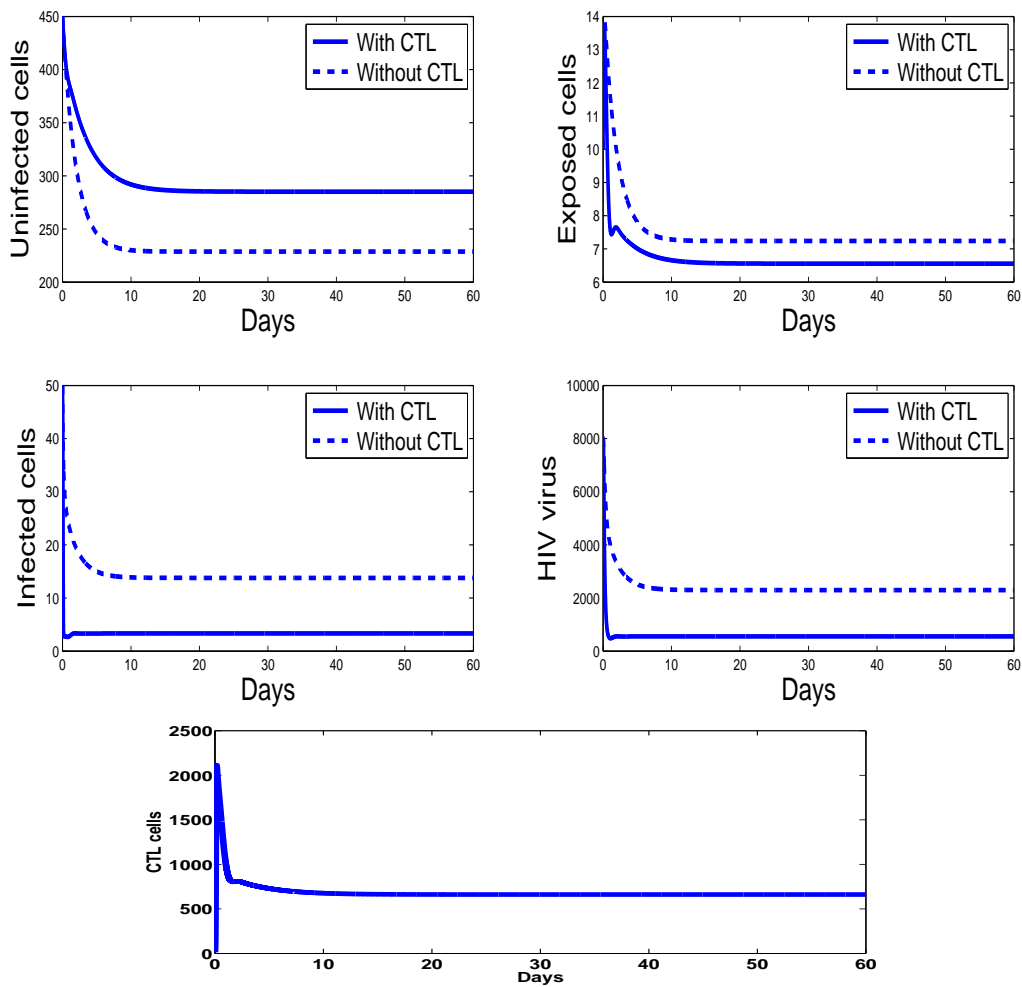 450
400
350
300
250
200
0 10 20 30 40 50 60
Uninfected cells
Days
With CTL
Without CTL
14
13
12
11
10
9
8
7
6
0 10 20 30 40 50 60
Exposed cells
Days
With CTL
Without CTL
50
40
30
20
10
0
0 10 20 30 40 50 60
Infected cells
Days
With CTL
Without CTL
10000
8000
6000
4000
2000
0
0 10 20 30 40 50 60
HIV virus
Days
With CTL
Without CTL
2500
2000
1500
1000
500
0
0 10 20 30 40 50 60
CTL cells
Days